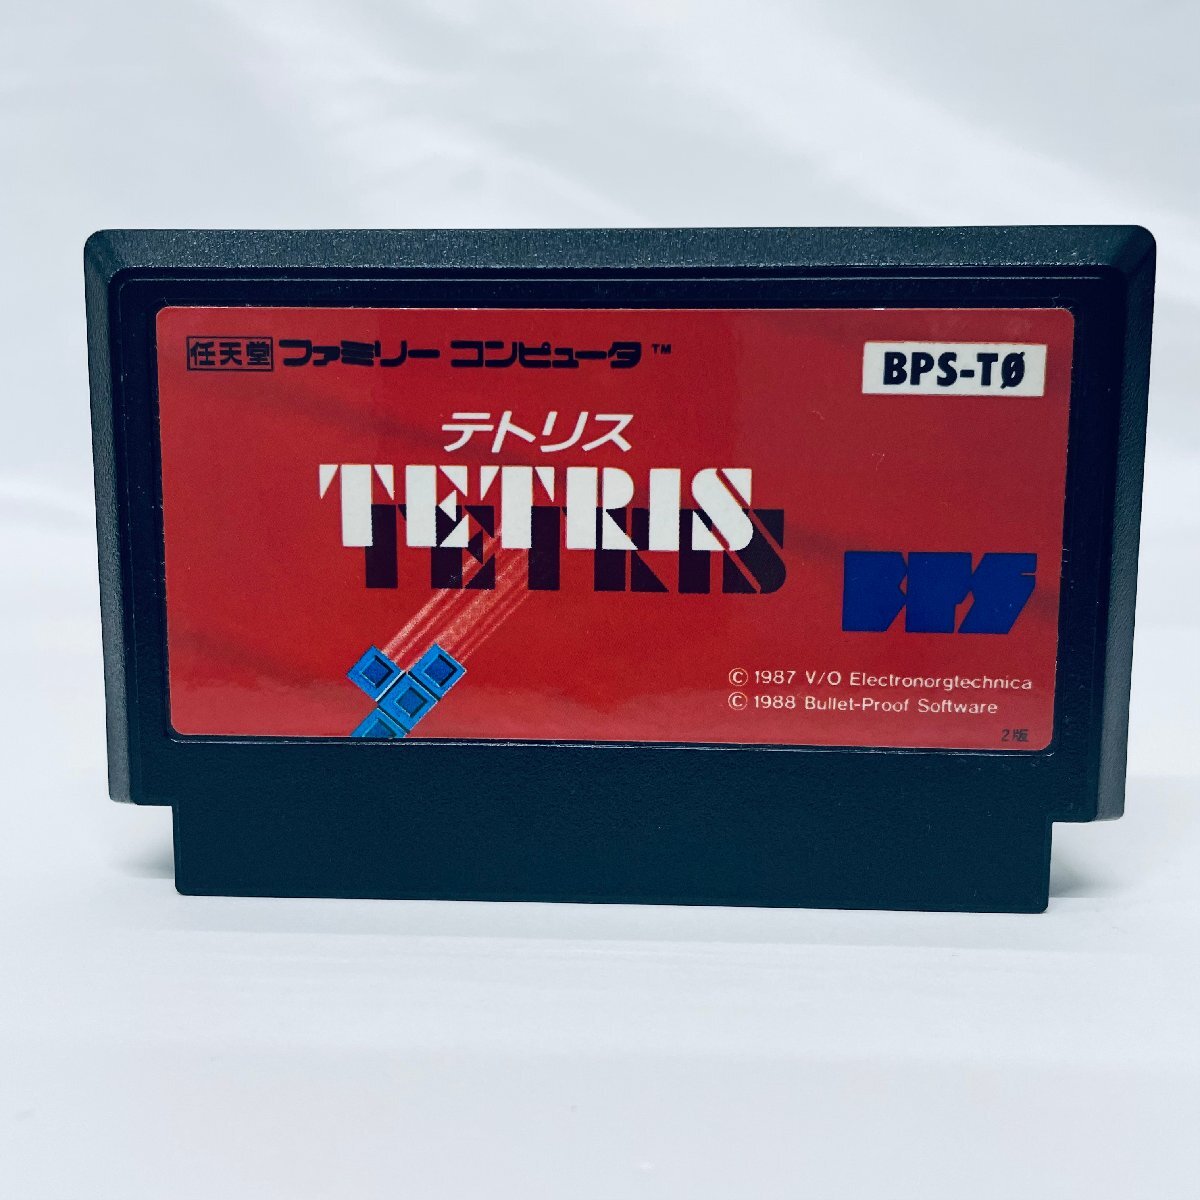 任天堂 ファミリー コンピュータ™
BPS-TØ
テトリス
TETRIS
BPS
© 1987 V/O Electronorgtechnica
© 1988 Bullet-Proof Software
2版